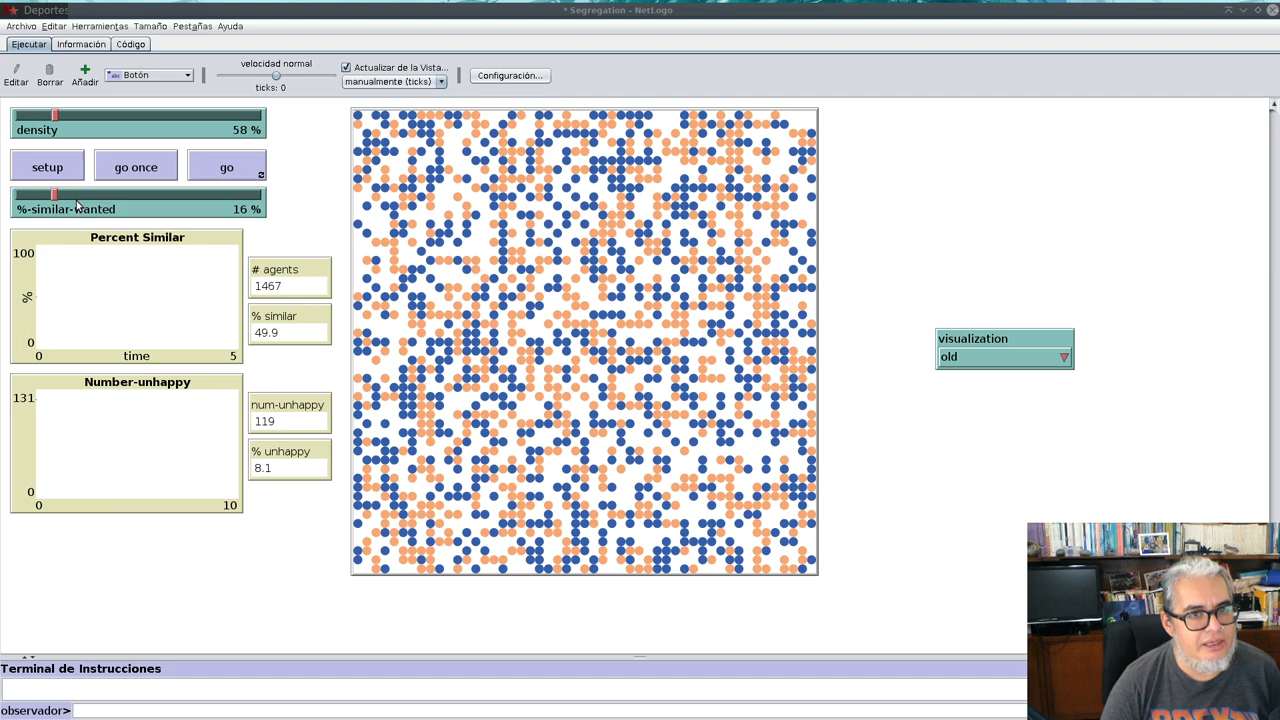 Deportes
* Segregation - NetLogo
Archivo Editar Herramientas Tamaño Pestañas Ayuda
Ejecutar Información Código
Editar Borrar Añadir abc Botón
velocidad normal
ticks: 0
Actualizar de la Vista...
manualmente (ticks)
Configuración...
density 58 %
setup go once go
%-similar-wanted 16 %
Percent Similar
100
%
0
0 time 5
# agents
1467
% similar
49.9
Number-unhappy
131
0
0 10
num-unhappy
119
% unhappy
8.1
visualization
old
Terminal de Instrucciones
observador>